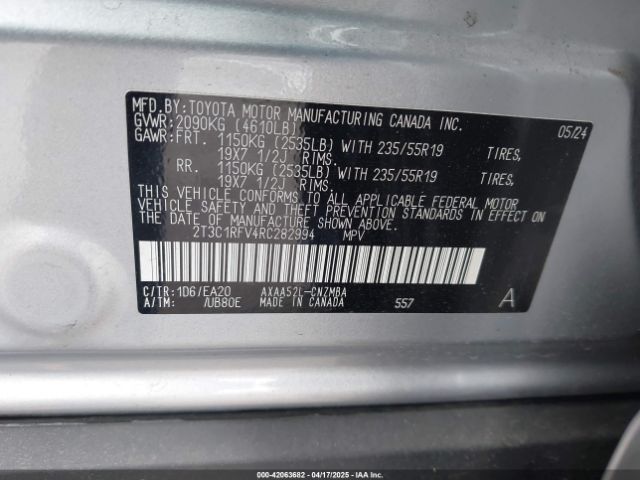 MFD.BY:TOYOTA MOTOR MANUFACTURING CANADA INC.
GVWR:2090KG (4610LB) 05/24
GAWR:FRT. 1150KG (2535LB) WITH 235/55R19 TIRES,
19X7 1/2J RIMS.
RR. 1150KG (2535LB) WITH 235/55R19 TIRES,
19X7 1/2J RIMS.
THIS VEHICLE CONFORMS TO ALL APPLICABLE FEDERAL MOTOR
VEHICLE SAFETY AND THEFT PREVENTION STANDARDS IN EFFECT
ON THE DATE OF MANUFACTURE SHOWN ABOVE.
2T3C1RFV4RC282994 MPV
C/TR:1D6/EA20 AXAA52L-CNZMBA
A/TM: /UB80E MADE IN CANADA 557 A
000-42063682 - 04/17/2025 - IAA Inc.